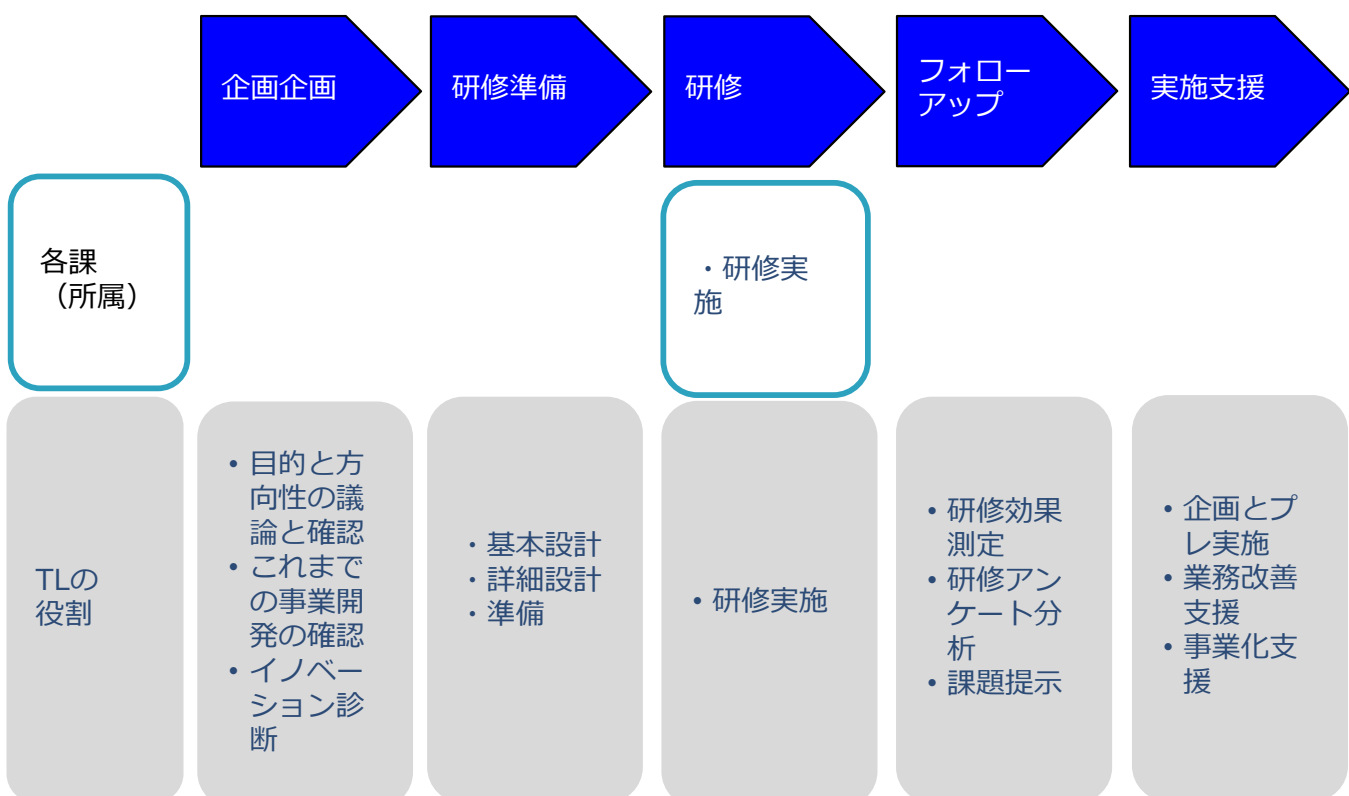 企画企画
研修準備
研修
フォロー
アップ
実施支援
各課
（所属）
・研修実
施
TLの
役割
• 目的と方
向性の議
論と確認
• これまで
の事業開
発の確認
• イノベー
ション診
断
・基本設計
・詳細設計
・準備
• 研修実施
• 研修効果
測定
• 研修アン
ケート分
析
• 課題提示
• 企画とプ
レ実施
• 業務改善
支援
• 事業化支
援